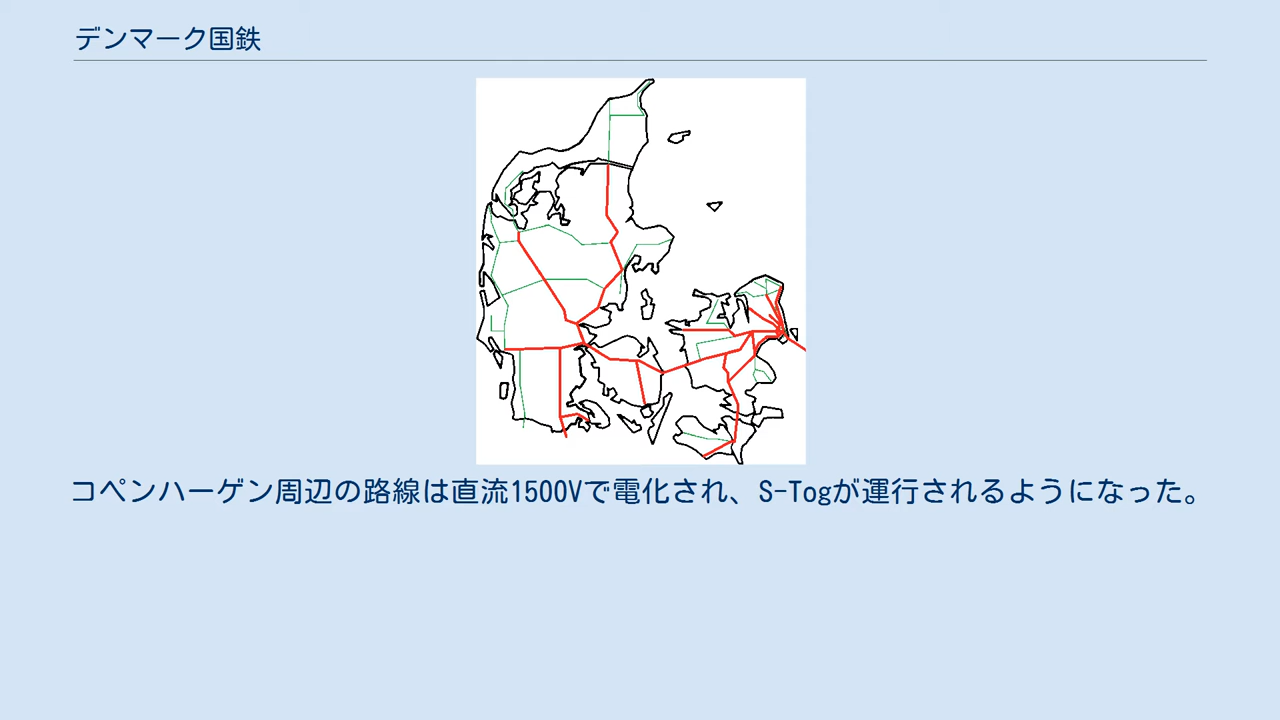 デンマーク国鉄
コペンハーゲン周辺の路線は直流1500Vで電化され、S-Togが運行されるようになった。